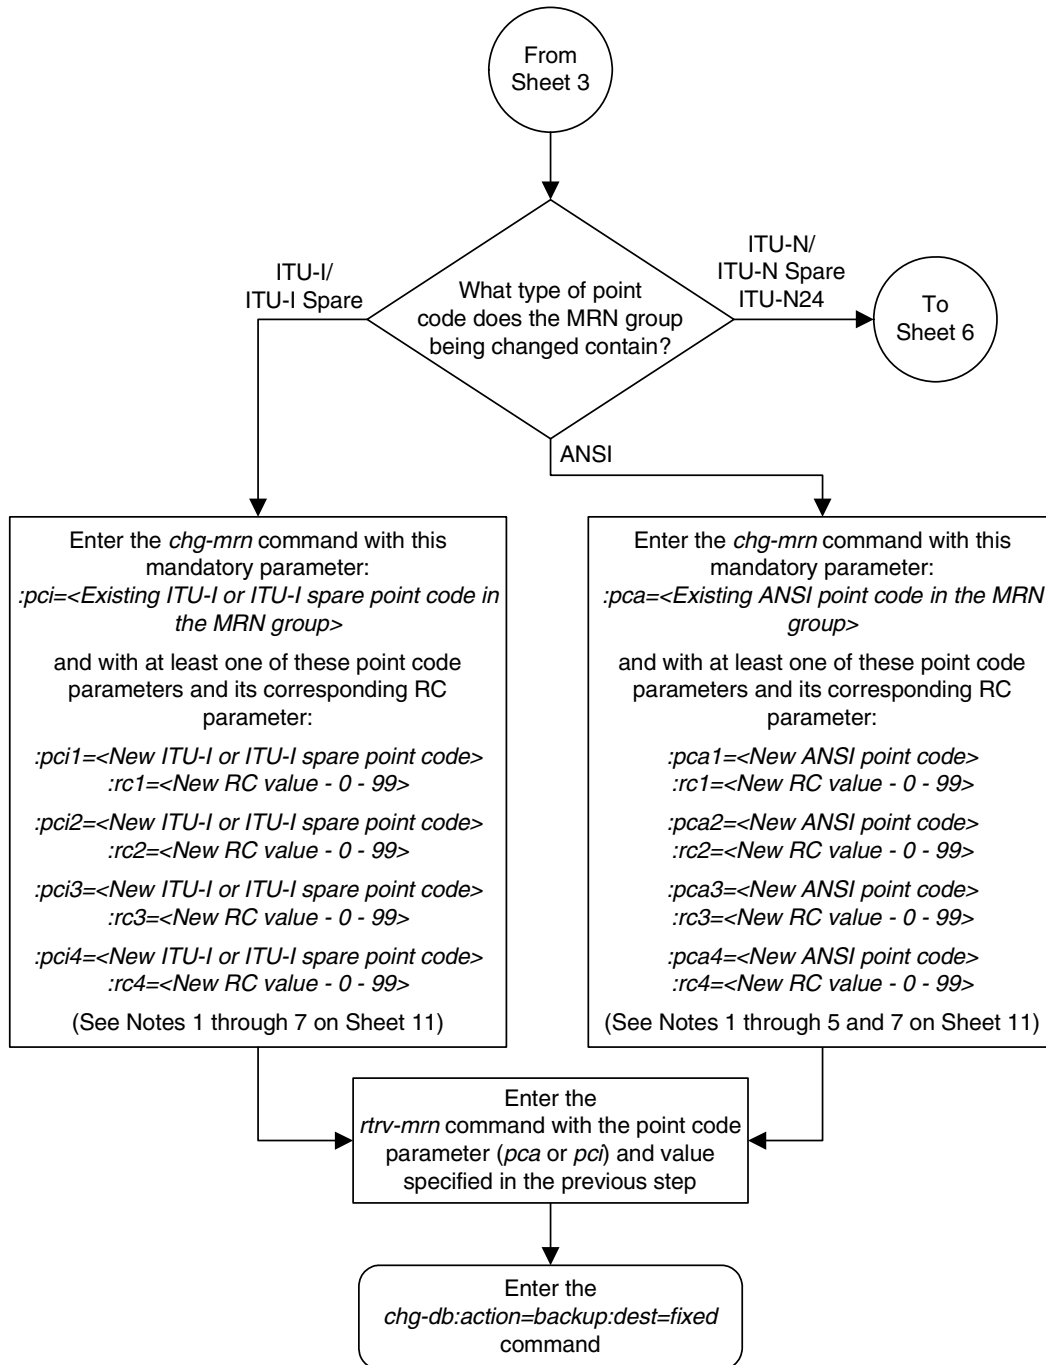 From
Sheet 3
ITU-I/
ITU-I Spare
What type of point
code does the MRN group
being changed contain?
ITU-N/
ITU-N Spare
ITU-N24
To
Sheet 6
ANSI
Enter the chg-mrn command with this
mandatory parameter:
:pci=<Existing ITU-I or ITU-I spare point code in
the MRN group>
and with at least one of these point code
parameters and its corresponding RC
parameter:
:pci1=<New ITU-I or ITU-I spare point code>
:rc1=<New RC value - 0 - 99>
:pci2=<New ITU-I or ITU-I spare point code>
:rc2=<New RC value - 0 - 99>
:pci3=<New ITU-I or ITU-I spare point code>
:rc3=<New RC value - 0 - 99>
:pci4=<New ITU-I or ITU-I spare point code>
:rc4=<New RC value - 0 - 99>
(See Notes 1 through 7 on Sheet 11)
Enter the chg-mrn command with this
mandatory parameter:
:pca=<Existing ANSI point code in the MRN
group>
and with at least one of these point code
parameters and its corresponding RC
parameter:
:pca1=<New ANSI point code>
:rc1=<New RC value - 0 - 99>
:pca2=<New ANSI point code>
:rc2=<New RC value - 0 - 99>
:pca3=<New ANSI point code>
:rc3=<New RC value - 0 - 99>
:pca4=<New ANSI point code>
:rc4=<New RC value - 0 - 99>
(See Notes 1 through 5 and 7 on Sheet 11)
Enter the
rtrv-mrn command with the point code
parameter (pca or pci) and value
specified in the previous step
Enter the
chg-db:action=backup:dest=fixed
command